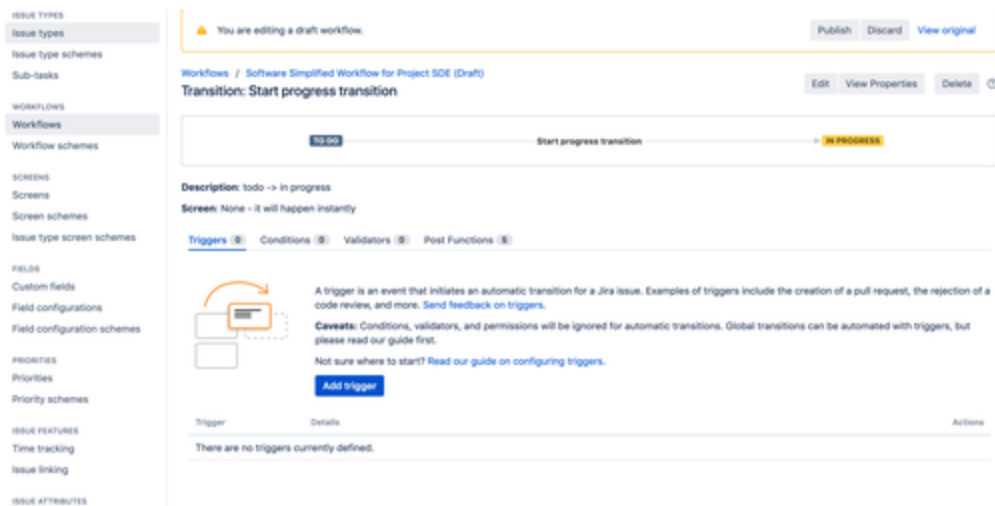 ISSUE TYPES
Issue types
Issue type schemes
Sub-tasks
WORKFLOWS
Workflows
Workflow schemes
SCREENS
Screens
Screen schemes
Issue type screen schemes
FIELDS
Custom fields
Field configurations
Field configuration schemes
PRIORITIES
Priorities
Priority schemes
ISSUE FEATURES
Time tracking
Issue linking
ISSUE ATTRIBUTES
You are editing a draft workflow.
Publish Discard View original
Workflows / Software Simplified Workflow for Project SDE (Draft)
Transition: Start progress transition
Edit View Properties Delete
TO DO Start progress transition IN PROGRESS
Description: todo -> in progress
Screen: None - it will happen instantly
Triggers 0 Conditions 0 Validators 0 Post Functions 5
A trigger is an event that initiates an automatic transition for a Jira issue. Examples of triggers include the creation of a pull request, the rejection of a
code review, and more. Send feedback on triggers.
Caveats: Conditions, validators, and permissions will be ignored for automatic transitions. Global transitions can be automated with triggers, but
please read our guide first.
Not sure where to start? Read our guide on configuring triggers.
Add trigger
Trigger Details Actions
There are no triggers currently defined.